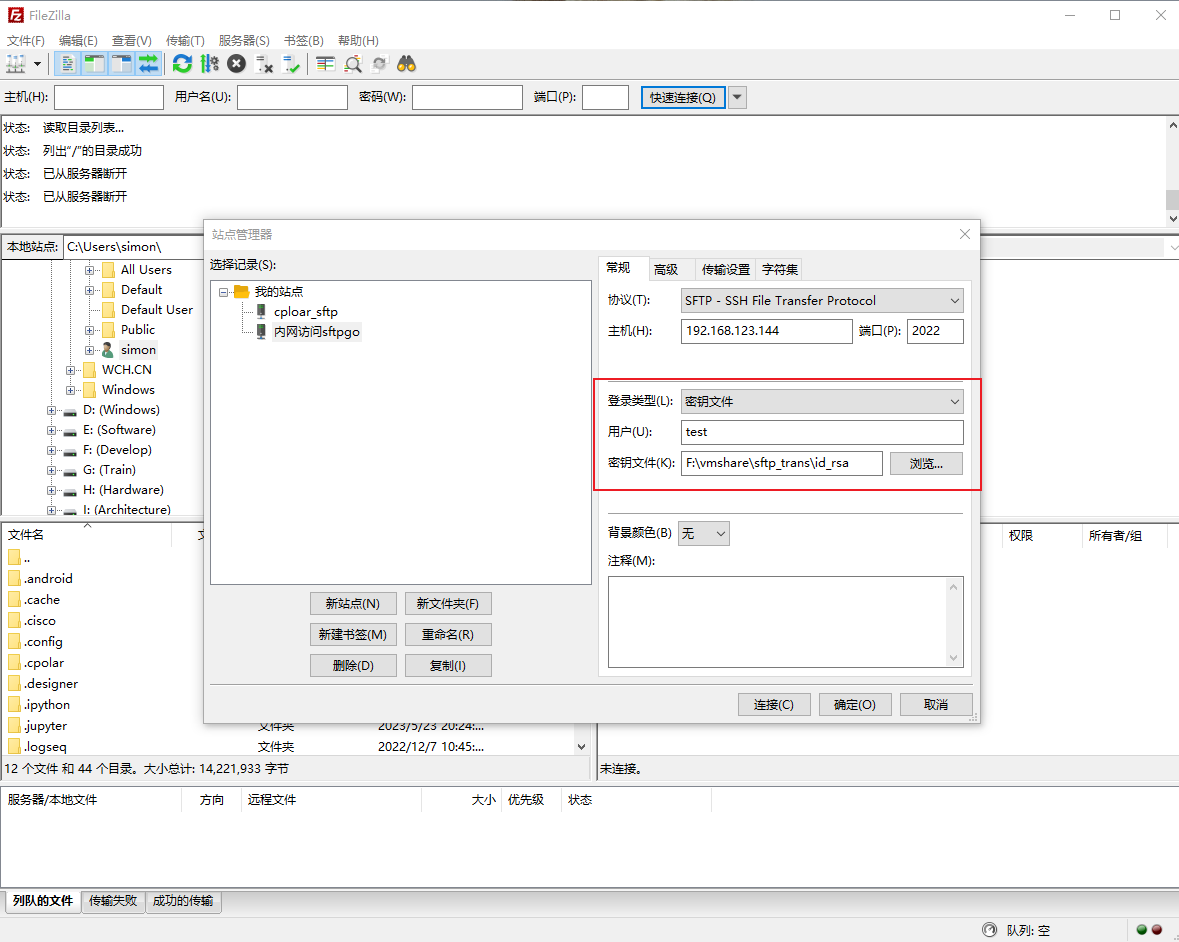 FileZilla
文件(F) 编辑(E) 查看(V) 传输(T) 服务器(S) 书签(B) 帮助(H)
主机(H): 用户名(U): 密码(W): 端口(P): 快速连接(Q)
状态: 读取目录列表...
状态: 列出“/”的目录成功
状态: 已从服务器断开
状态: 已从服务器断开
本地站点: C:\Users\simon\
All Users
Default
Default User
Public
simon
WCH.CN
Windows
D: (Windows)
E: (Software)
F: (Develop)
G: (Train)
H: (Hardware)
I: (Architecture)
站点管理器
选择记录(S):
我的站点
cploar_sftp
内网访问sftpgo
新站点(N) 新文件夹(F)
新建书签(M) 重命名(R)
删除(D) 复制(I)
常规 高级 传输设置 字符集
协议(T): SFTP - SSH File Transfer Protocol
主机(H): 192.168.123.144 端口(P): 2022
登录类型(L): 密钥文件
用户(U): test
密钥文件(K): F:\vmshare\sftp_trans\id_rsa 浏览...
背景颜色(B) 无
注释(M):
连接(C) 确定(O) 取消
文件名
权限 所有者/组
..
.android
.cache
.cisco
.config
.cpolar
.designer
.ipython
.jupyter 文件夹 2023/5/23 20:24:...
.logseq 文件夹 2022/12/7 10:45:...
12 个文件 和 44 个目录。大小总计: 14,221,933 字节
未连接。
服务器/本地文件 方向 远程文件 大小 优先级 状态
列队的文件 传输失败 成功的传输
队列: 空